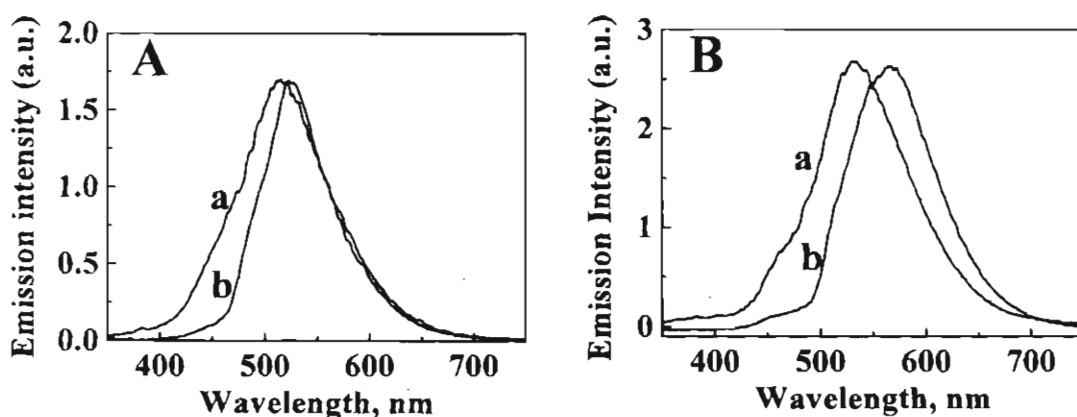 A
Emission intensity (a.u.)
2.0
1.5
1.0
0.5
0.0
a
b
400 500 600 700
Wavelength, nm
B
Emission Intensity (a.u.)
3
2
1
0
a
b
400 500 600 700
Wavelength, nm